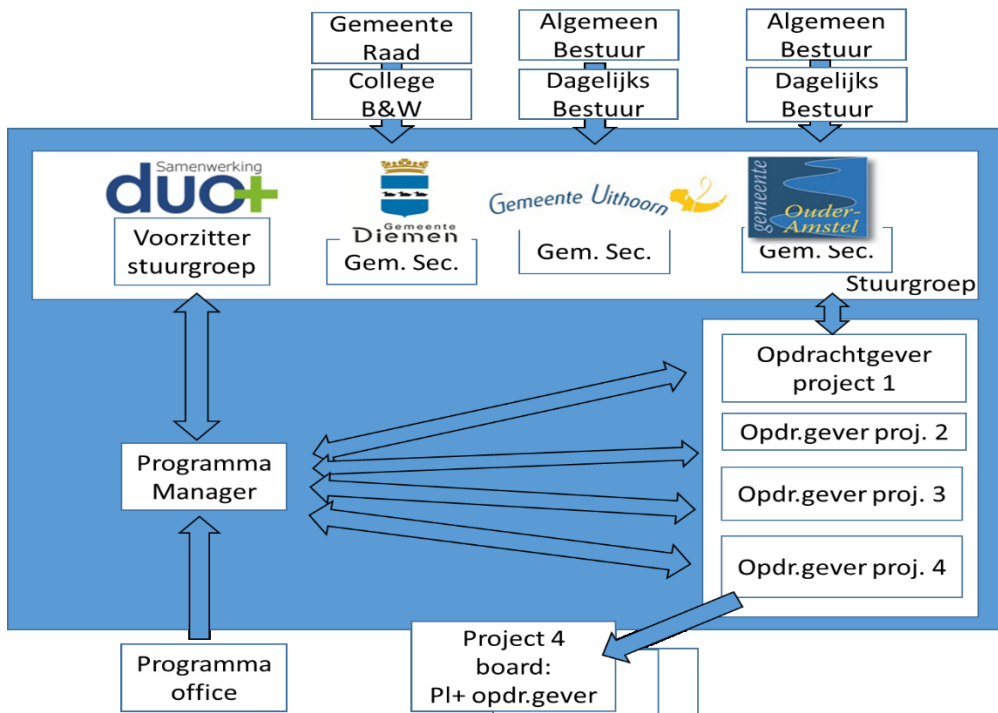 Gemeente
Raad
College
B&W
Algemeen
Bestuur
Dagelijks
Bestuur
Algemeen
Bestuur
Dagelijks
Bestuur
Samenwerking
duo+
Voorzitter
stuurgroep
Gemeente
Diemen
Gem. Sec.
Gemeente Uithoorn
Gem. Sec.
gemeente
Ouder-
Amstel
Gem. Sec.
Stuurgroep
Opdrachtgever
project 1
Opdr.gever proj. 2
Opdr.gever proj. 3
Opdr.gever proj. 4
Programma
Manager
Programma
office
Project 4
board:
Pl+ opdr.gever